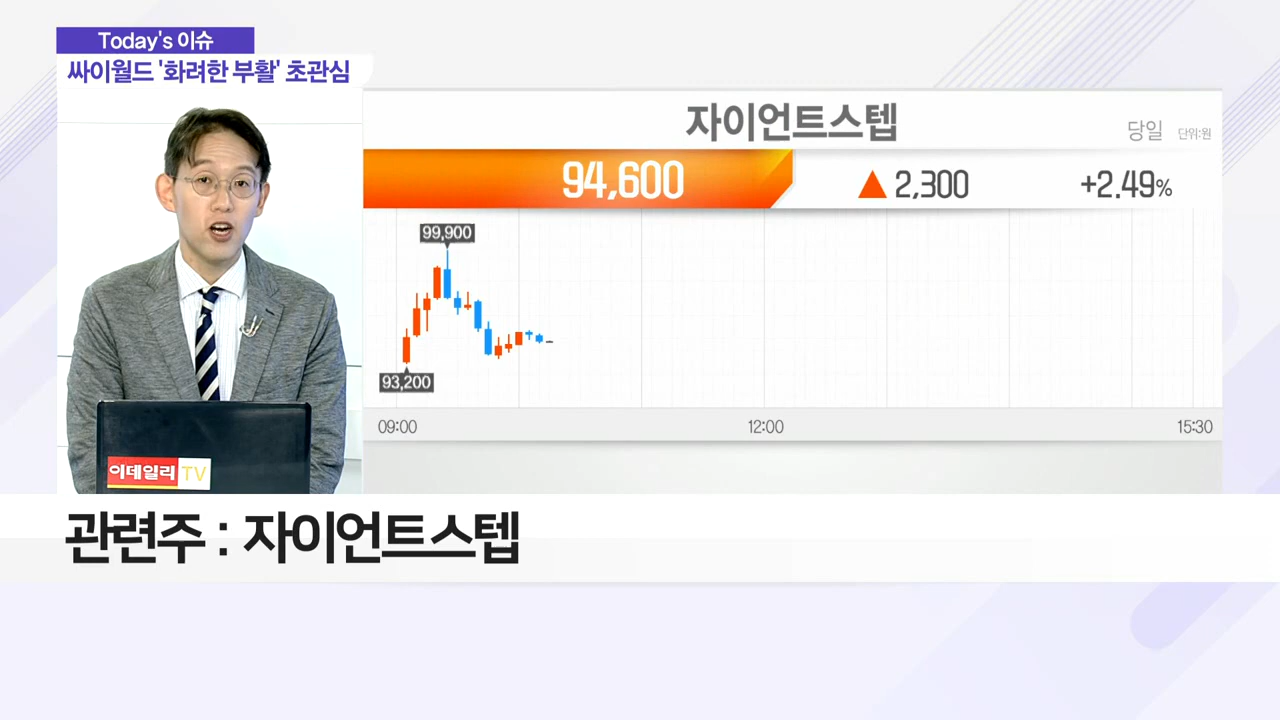 Today's 이슈
싸이월드 '화려한 부활' 초관심
자이언트스텝
당일 단위:원
94,600 ▲ 2,300 +2.49%
99,900
93,200
09:00 12:00 15:30
이데일리 TV
관련주 : 자이언트스텝